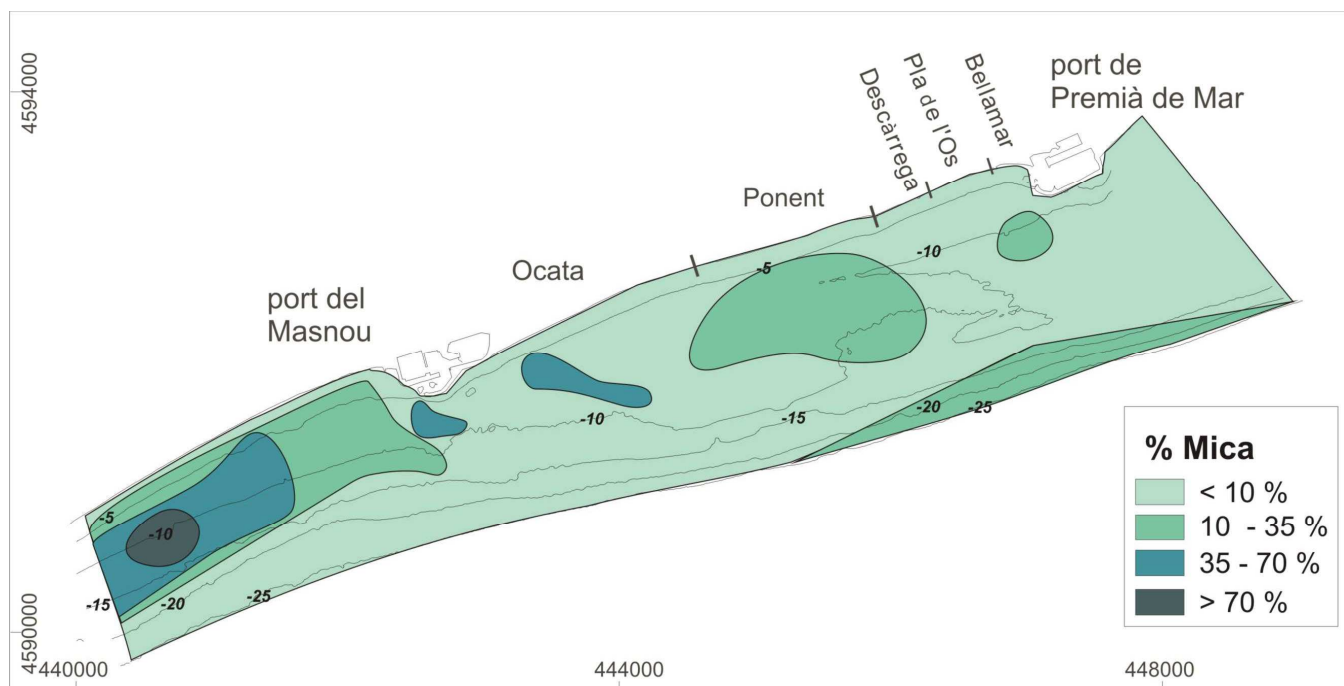 4594000
4590000
Descàrrega
Pla de l'Os
Bellamar
port de
Premià de Mar
Ponent
Ocata
port del
Masnou
-5
-10
-10
-15
-20
-25
-5
-10
-15
-20
-25
% Mica
< 10 %
10 - 35 %
35 - 70 %
> 70 %
440000
444000
448000